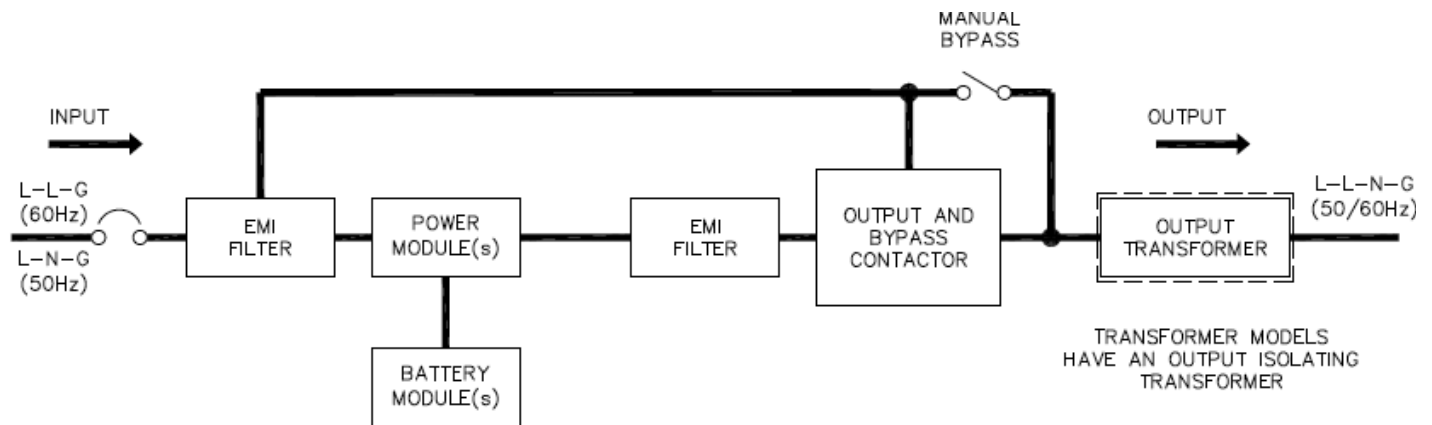 MANUAL
BYPASS
INPUT
OUTPUT
L-L-G
(60Hz)
L-N-G
(50Hz)
EMI
FILTER
POWER
MODULE(s)
EMI
FILTER
OUTPUT AND
BYPASS
CONTACTOR
OUTPUT
TRANSFORMER
L-L-N-G
(50/60Hz)
BATTERY
MODULE(s)
TRANSFORMER MODELS
HAVE AN OUTPUT ISOLATING
TRANSFORMER